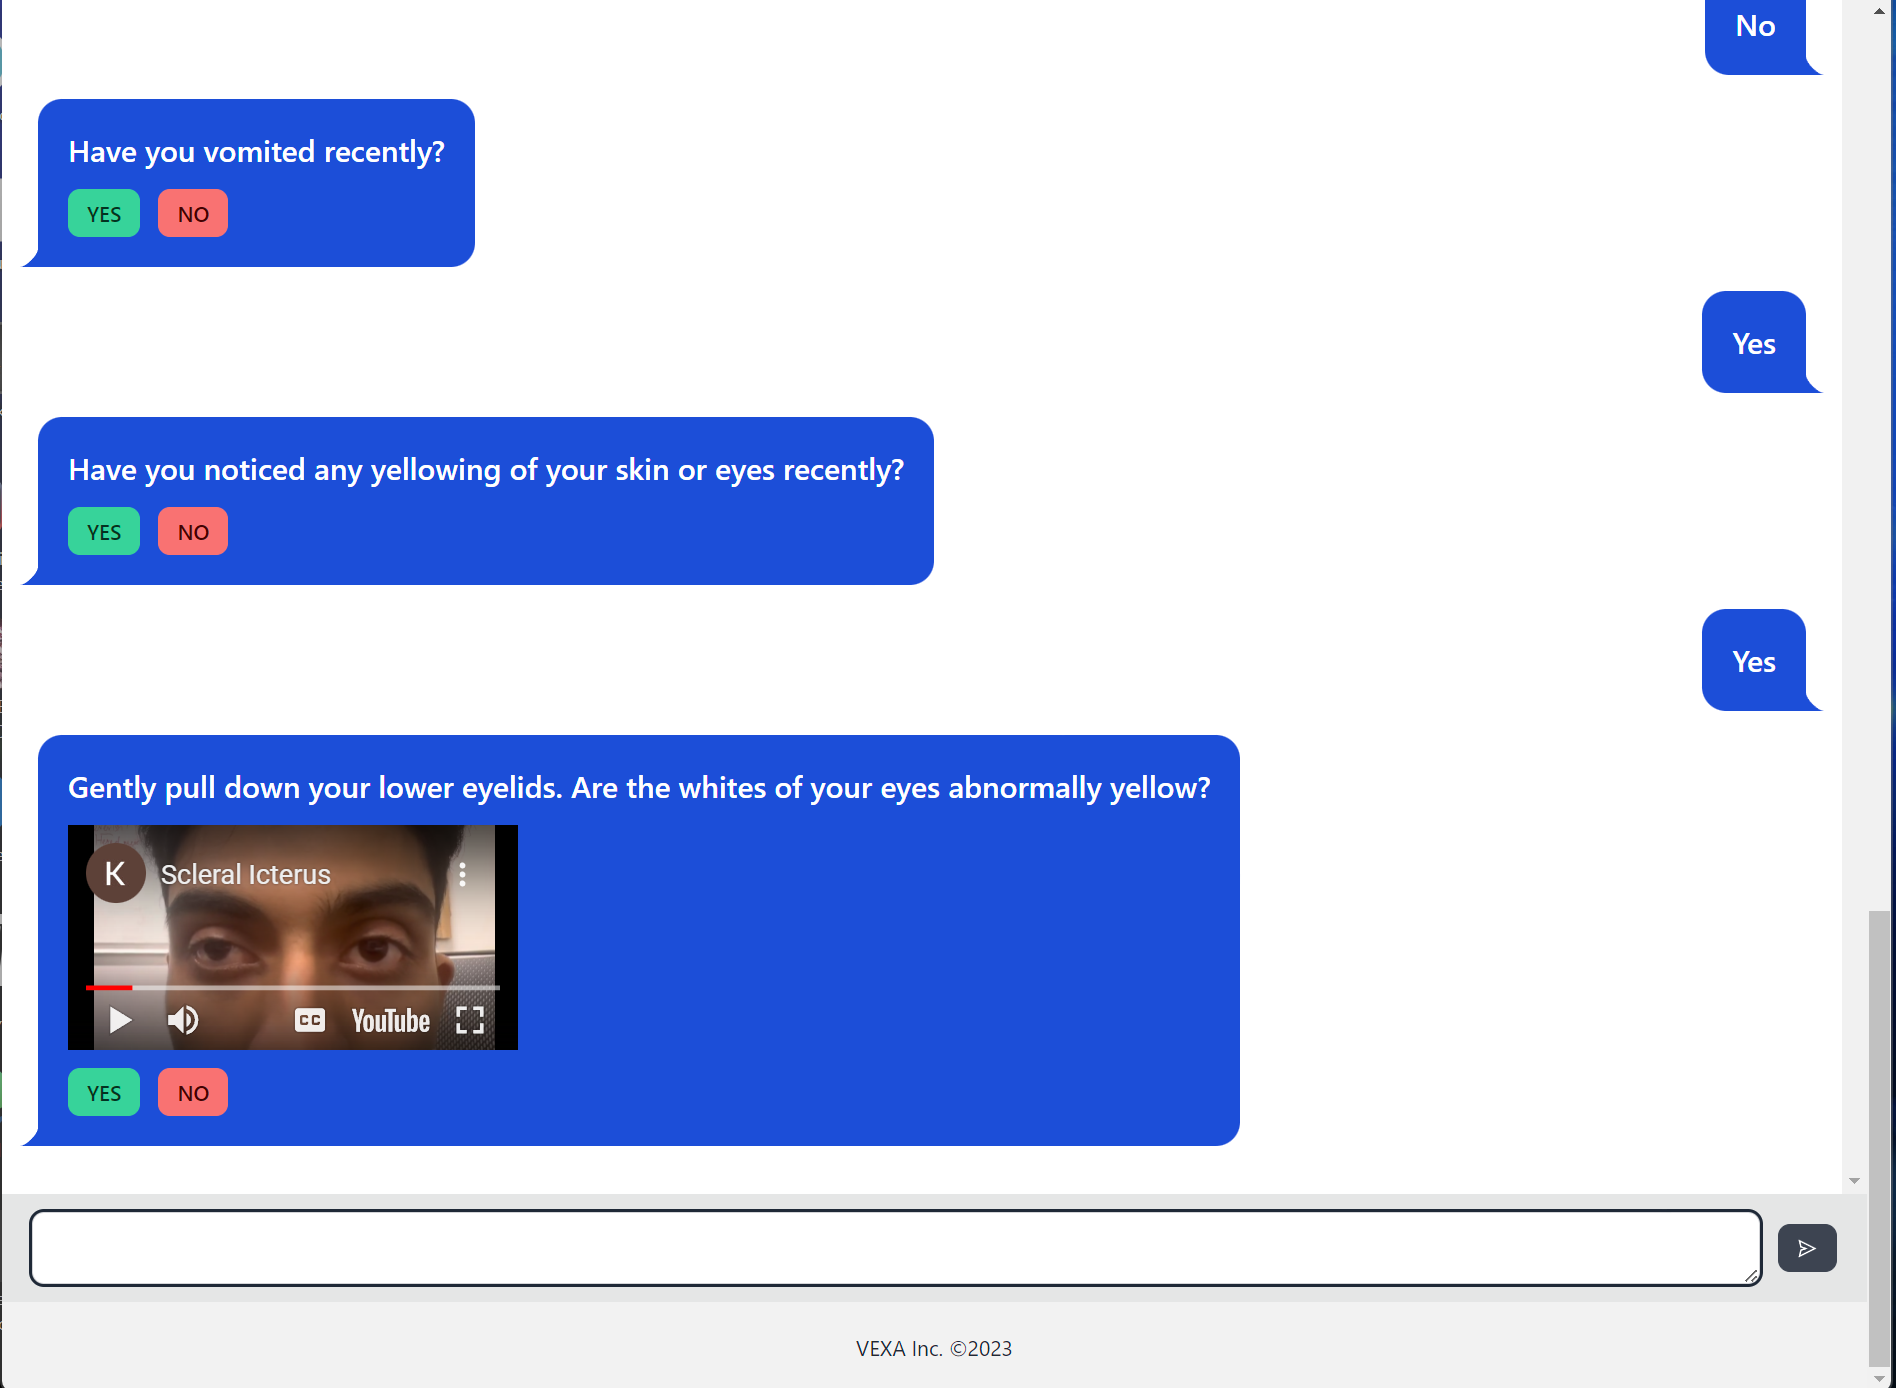 No
Have you vomited recently?
YES NO
Yes
Have you noticed any yellowing of your skin or eyes recently?
YES NO
Yes
Gently pull down your lower eyelids. Are the whites of your eyes abnormally yellow?
K Scleral Icterus
CC YouTube
YES NO
VEXA Inc. ©2023